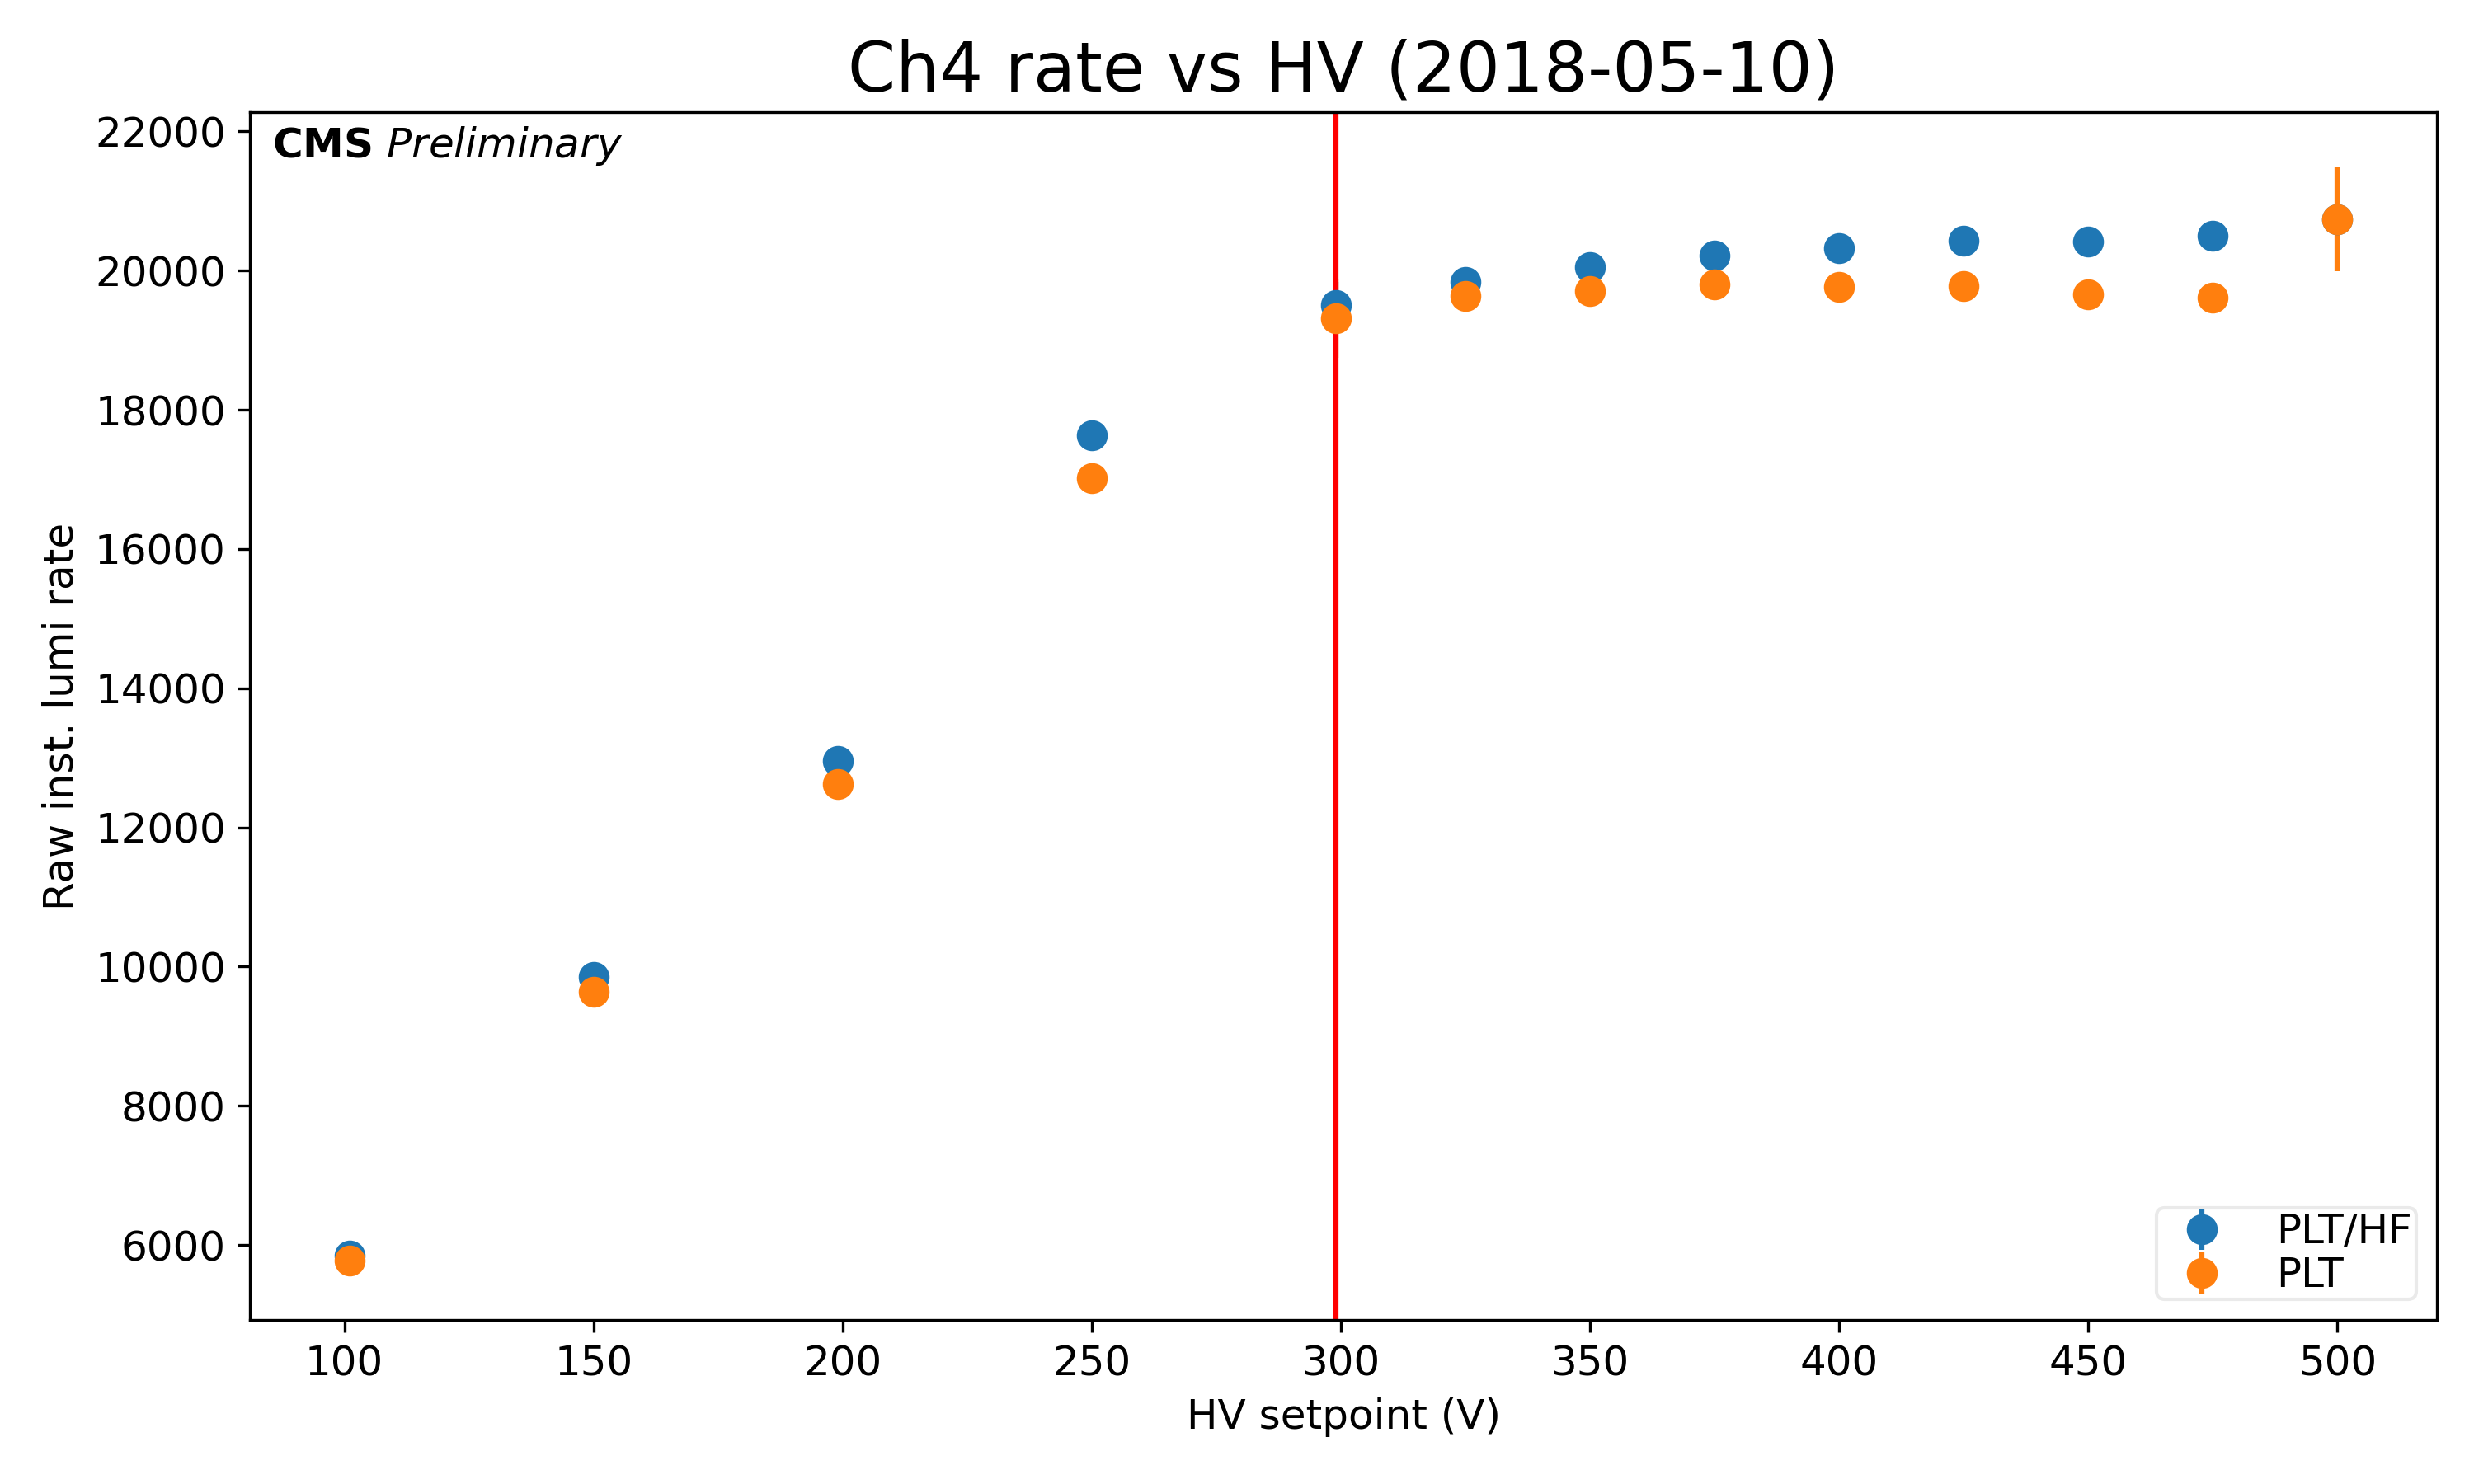 Ch4 rate vs HV (2018-05-10)
CMS Preliminary
22000
20000
18000
16000
14000
12000
10000
8000
6000
Raw inst. lumi rate
100 150 200 250 300 350 400 450 500
HV setpoint (V)
PLT/HF
PLT